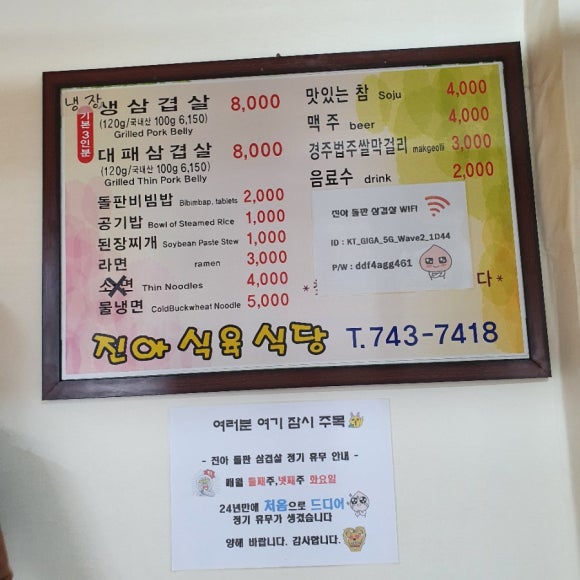 냉장
기본 3인분
생삼겹살 8,000
(120g/국내산 100g 6,150)
Grilled Pork Belly
대패삼겹살 8,000
(120g/국내산 100g 6,150)
Grilled Thin Pork Belly
돌판비빔밥 Bibimbap, tablets 2,000
공기밥 Bowl of Steamed Rice 1,000
된장찌개 Soybean Paste Stew 1,000
라면 ramen 3,000
소면 Thin Noodles 4,000
물냉면 ColdBuckwheat Noodle 5,000
맛있는 참 Soju 4,000
맥주 beer 4,000
경주법주쌀막걸리 makgeolli 3,000
음료수 drink 2,000
진아 돌판 삼겹살 WIFI
ID : KT_GIGA_5G_Wave2_1D44
P/W : ddf4agg461
* 다 *
진아 식육 식당 T.743-7418
여러분 여기 잠시 주목
- 진아 돌판 삼겹살 정기 휴무 안내 -
매월 둘째주,넷째주 화요일
24년만에 처음으로 드디어
정기 휴무가 생겼습니다
양해 바랍니다. 감사합니다.